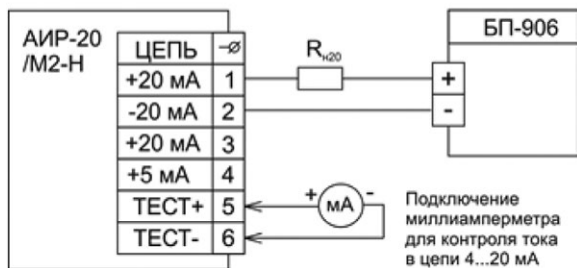 АИР-20
/М2-Н
ЦЕПЬ
+20 мА 1
-20 мА 2
+20 мА 3
+5 мА 4
ТЕСТ+ 5
ТЕСТ- 6
Rн20
БП-906
+
-
+ мА -
Подключение
миллиамперметра
для контроля тока
в цепи 4...20 мА